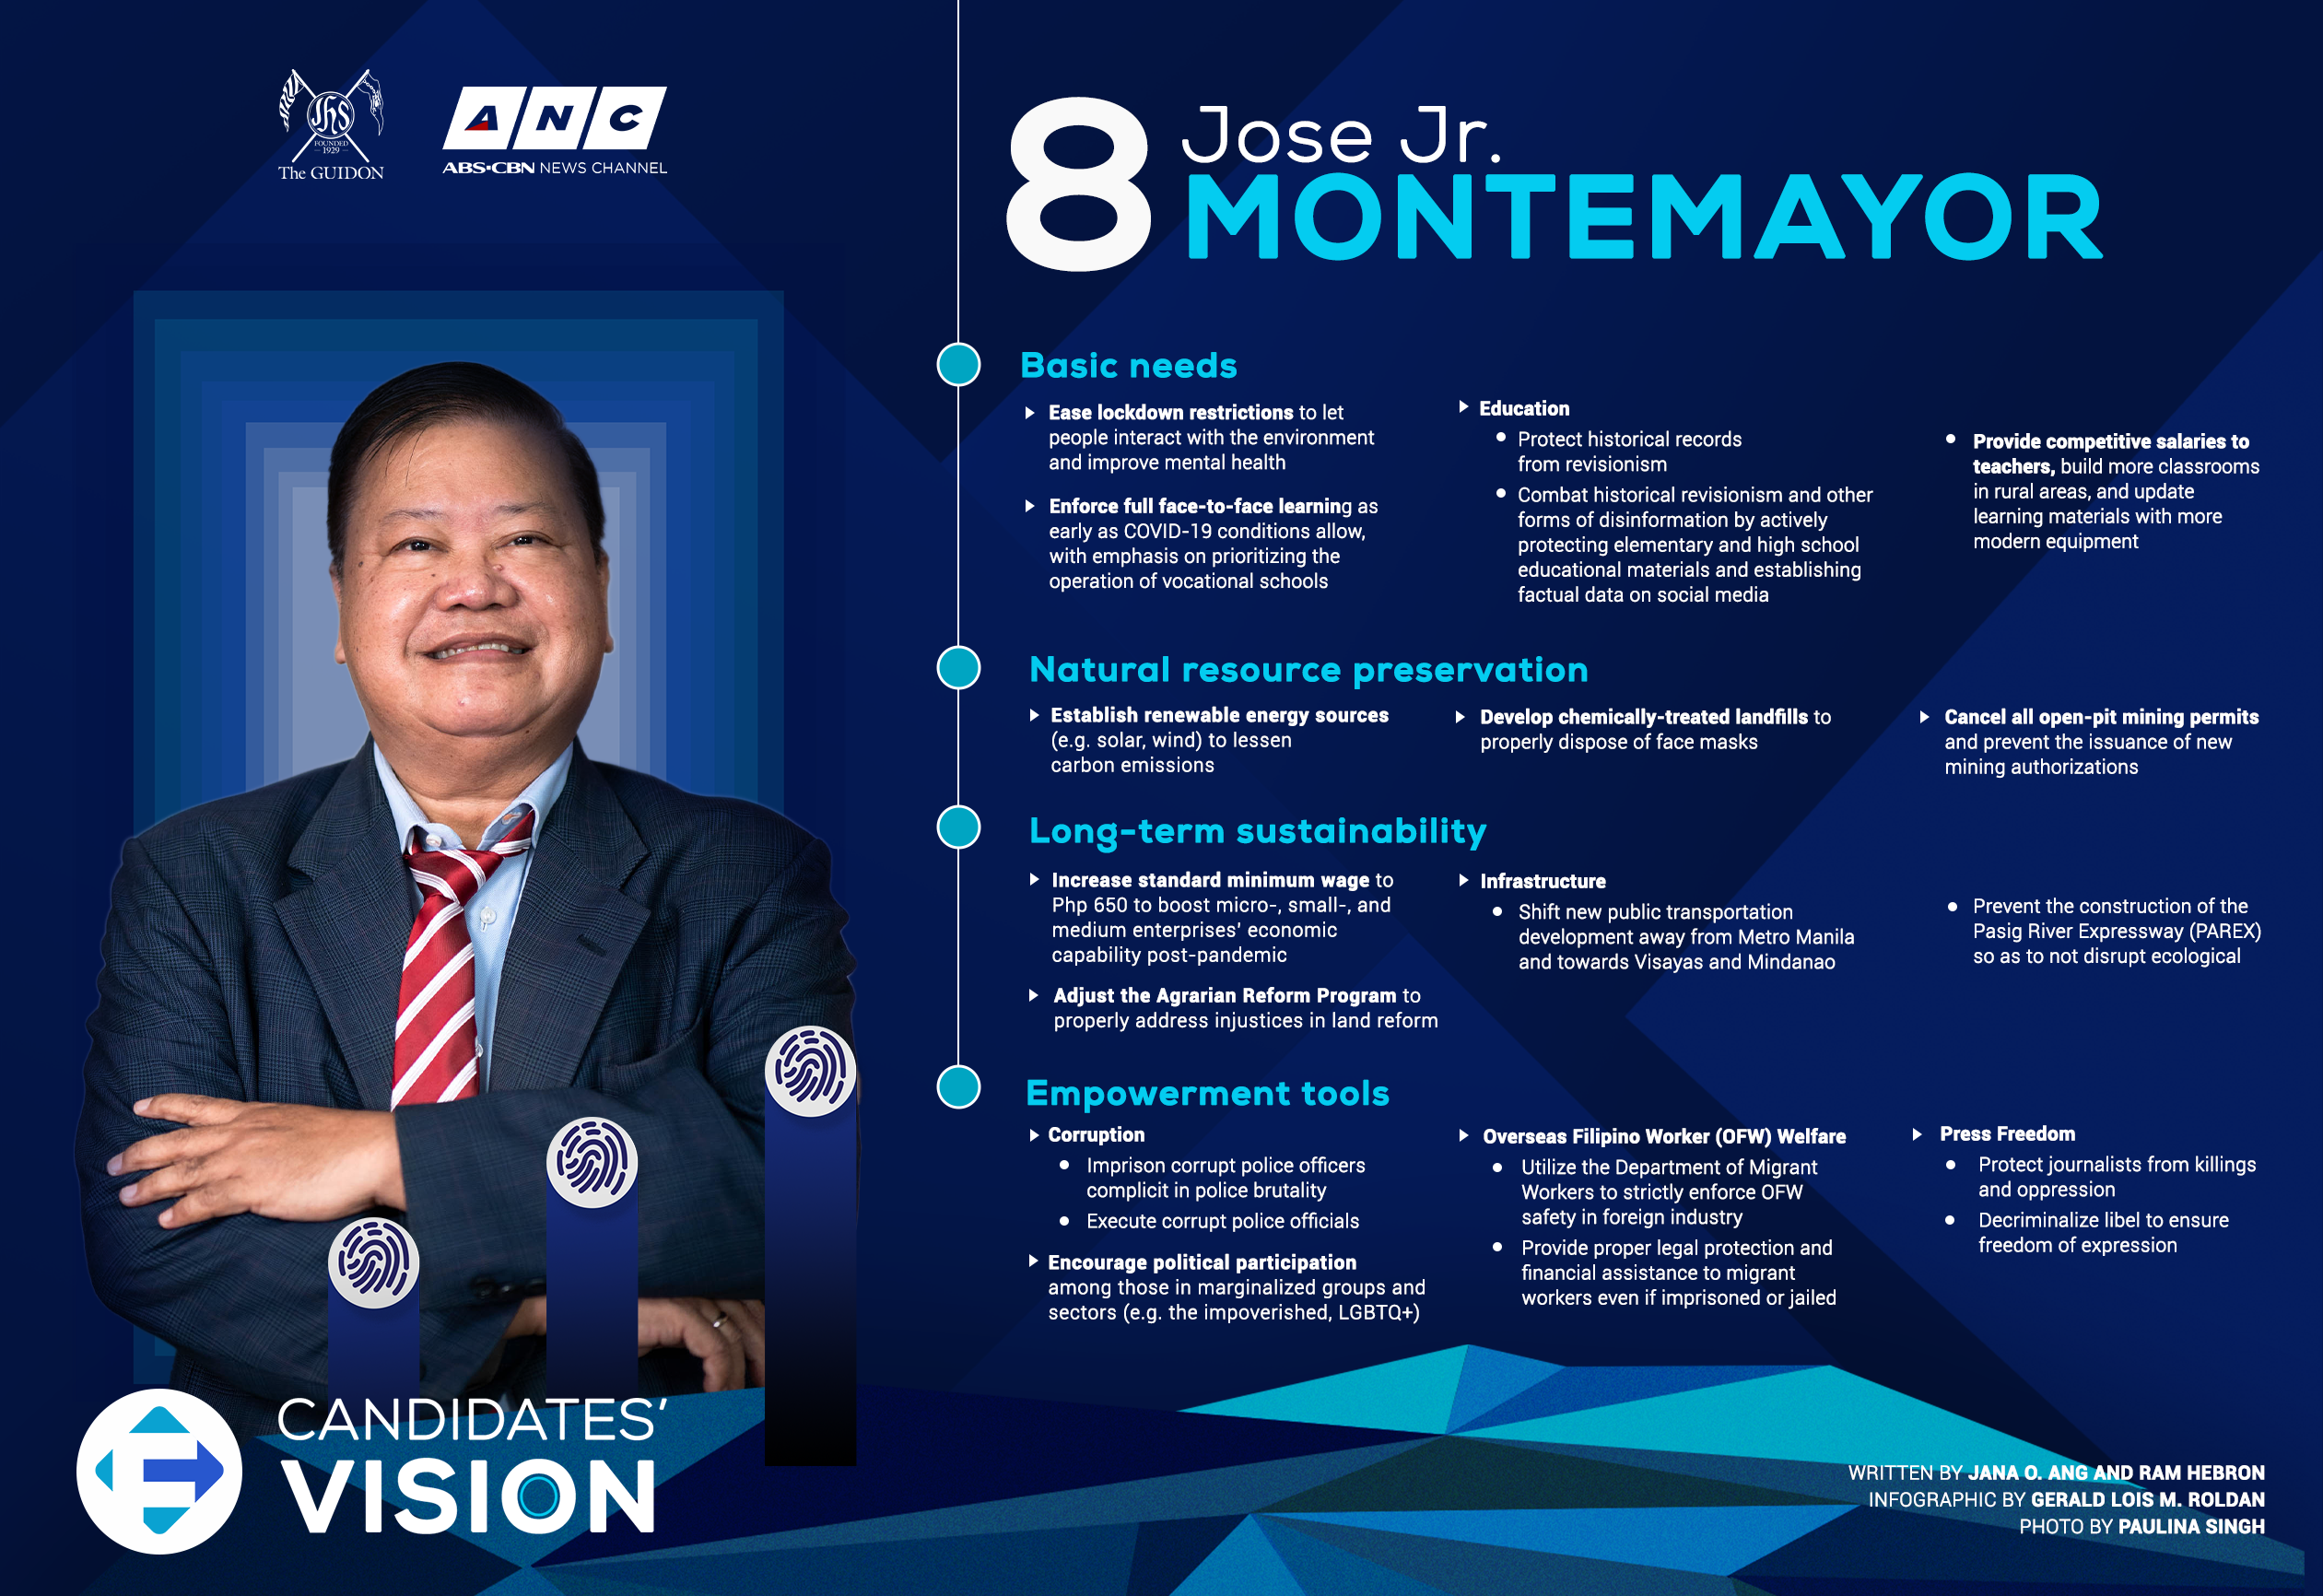 Jhs
FOUNDED
1929
The GUIDON
ANC
ABS-CBN NEWS CHANNEL
8
Jose Jr.
MONTEMAYOR
Basic needs
Ease lockdown restrictions to let
people interact with the environment
and improve mental health
Enforce full face-to-face learning as
early as COVID-19 conditions allow,
with emphasis on prioritizing the
operation of vocational schools
Education
Protect historical records
from revisionism
Combat historical revisionism and other
forms of disinformation by actively
protecting elementary and high school
educational materials and establishing
factual data on social media
Provide competitive salaries to
teachers, build more classrooms
in rural areas, and update
learning materials with more
modern equipment
Natural resource preservation
Establish renewable energy sources
(e.g. solar, wind) to lessen
carbon emissions
Develop chemically-treated landfills to
properly dispose of face masks
Cancel all open-pit mining permits
and prevent the issuance of new
mining authorizations
Long-term sustainability
Increase standard minimum wage to
Php 650 to boost micro-, small-, and
medium enterprises' economic
capability post-pandemic
Adjust the Agrarian Reform Program to
properly address injustices in land reform
Infrastructure
Shift new public transportation
development away from Metro Manila
and towards Visayas and Mindanao
Prevent the construction of the
Pasig River Expressway (PAREX)
so as to not disrupt ecological
Empowerment tools
Corruption
Imprison corrupt police officers
complicit in police brutality
Execute corrupt police officials
Encourage political participation
among those in marginalized groups and
sectors (e.g. the impoverished, LGBTQ+)
Overseas Filipino Worker (OFW) Welfare
Utilize the Department of Migrant
Workers to strictly enforce OFW
safety in foreign industry
Provide proper legal protection and
financial assistance to migrant
workers even if imprisoned or jailed
Press Freedom
Protect journalists from killings
and oppression
Decriminalize libel to ensure
freedom of expression
CANDIDATES'
VISION
WRITTEN BY JANA O. ANG AND RAM HEBRON
INFOGRAPHIC BY GERALD LOIS M. ROLDAN
PHOTO BY PAULINA SINGH